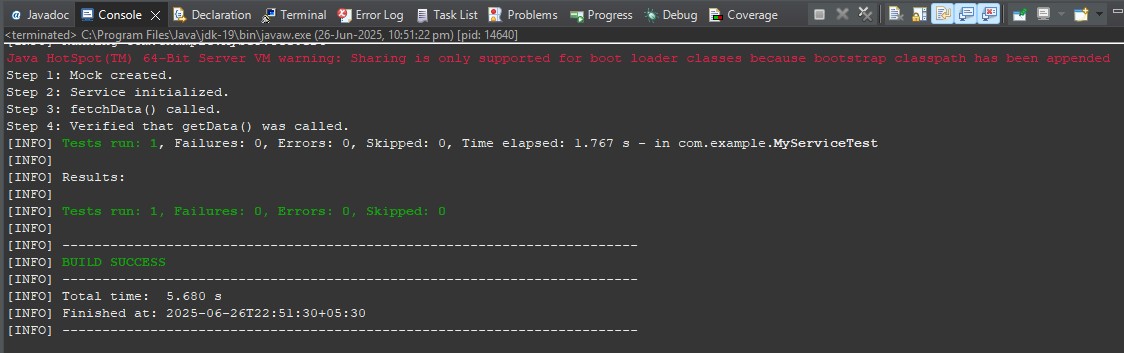 Javadoc Console Declaration Terminal Error Log Task List Problems Progress Debug Coverage
<terminated> C:\Program Files\Java\jdk-19\bin\javaw.exe (26-Jun-2025, 10:51:22 pm) [pid: 14640]
Java HotSpot(TM) 64-Bit Server VM warning: Sharing is only supported for boot loader classes because bootstrap classpath has been appended
Step 1: Mock created.
Step 2: Service initialized.
Step 3: fetchData() called.
Step 4: Verified that getData() was called.
[INFO] Tests run: 1, Failures: 0, Errors: 0, Skipped: 0, Time elapsed: 1.767 s - in com.example.MyServiceTest
[INFO]
[INFO] Results:
[INFO]
[INFO] Tests run: 1, Failures: 0, Errors: 0, Skipped: 0
[INFO]
[INFO] ------------------------------------------------------------------------
[INFO] BUILD SUCCESS
[INFO] ------------------------------------------------------------------------
[INFO] Total time:  5.680 s
[INFO] Finished at: 2025-06-26T22:51:30+05:30
[INFO] ------------------------------------------------------------------------